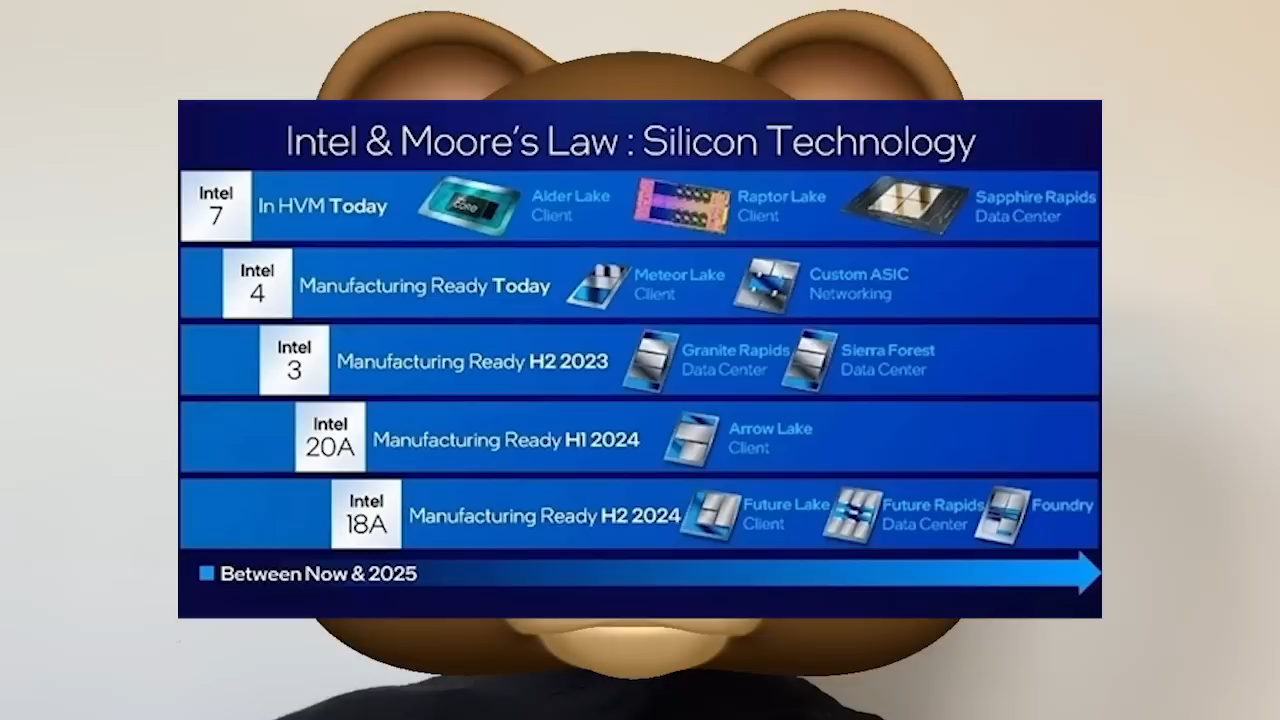 Intel & Moore's Law : Silicon Technology
Intel
7
In HVM Today
CORE
Alder Lake
Client
Raptor Lake
Client
Sapphire Rapids
Data Center
Intel
4
Manufacturing Ready Today
Meteor Lake
Client
Custom ASIC
Networking
Intel
3
Manufacturing Ready H2 2023
Granite Rapids
Data Center
Sierra Forest
Data Center
Intel
20A
Manufacturing Ready H1 2024
Arrow Lake
Client
Intel
18A
Manufacturing Ready H2 2024
Future Lake
Client
Future Rapids
Data Center
Foundry
Between Now & 2025